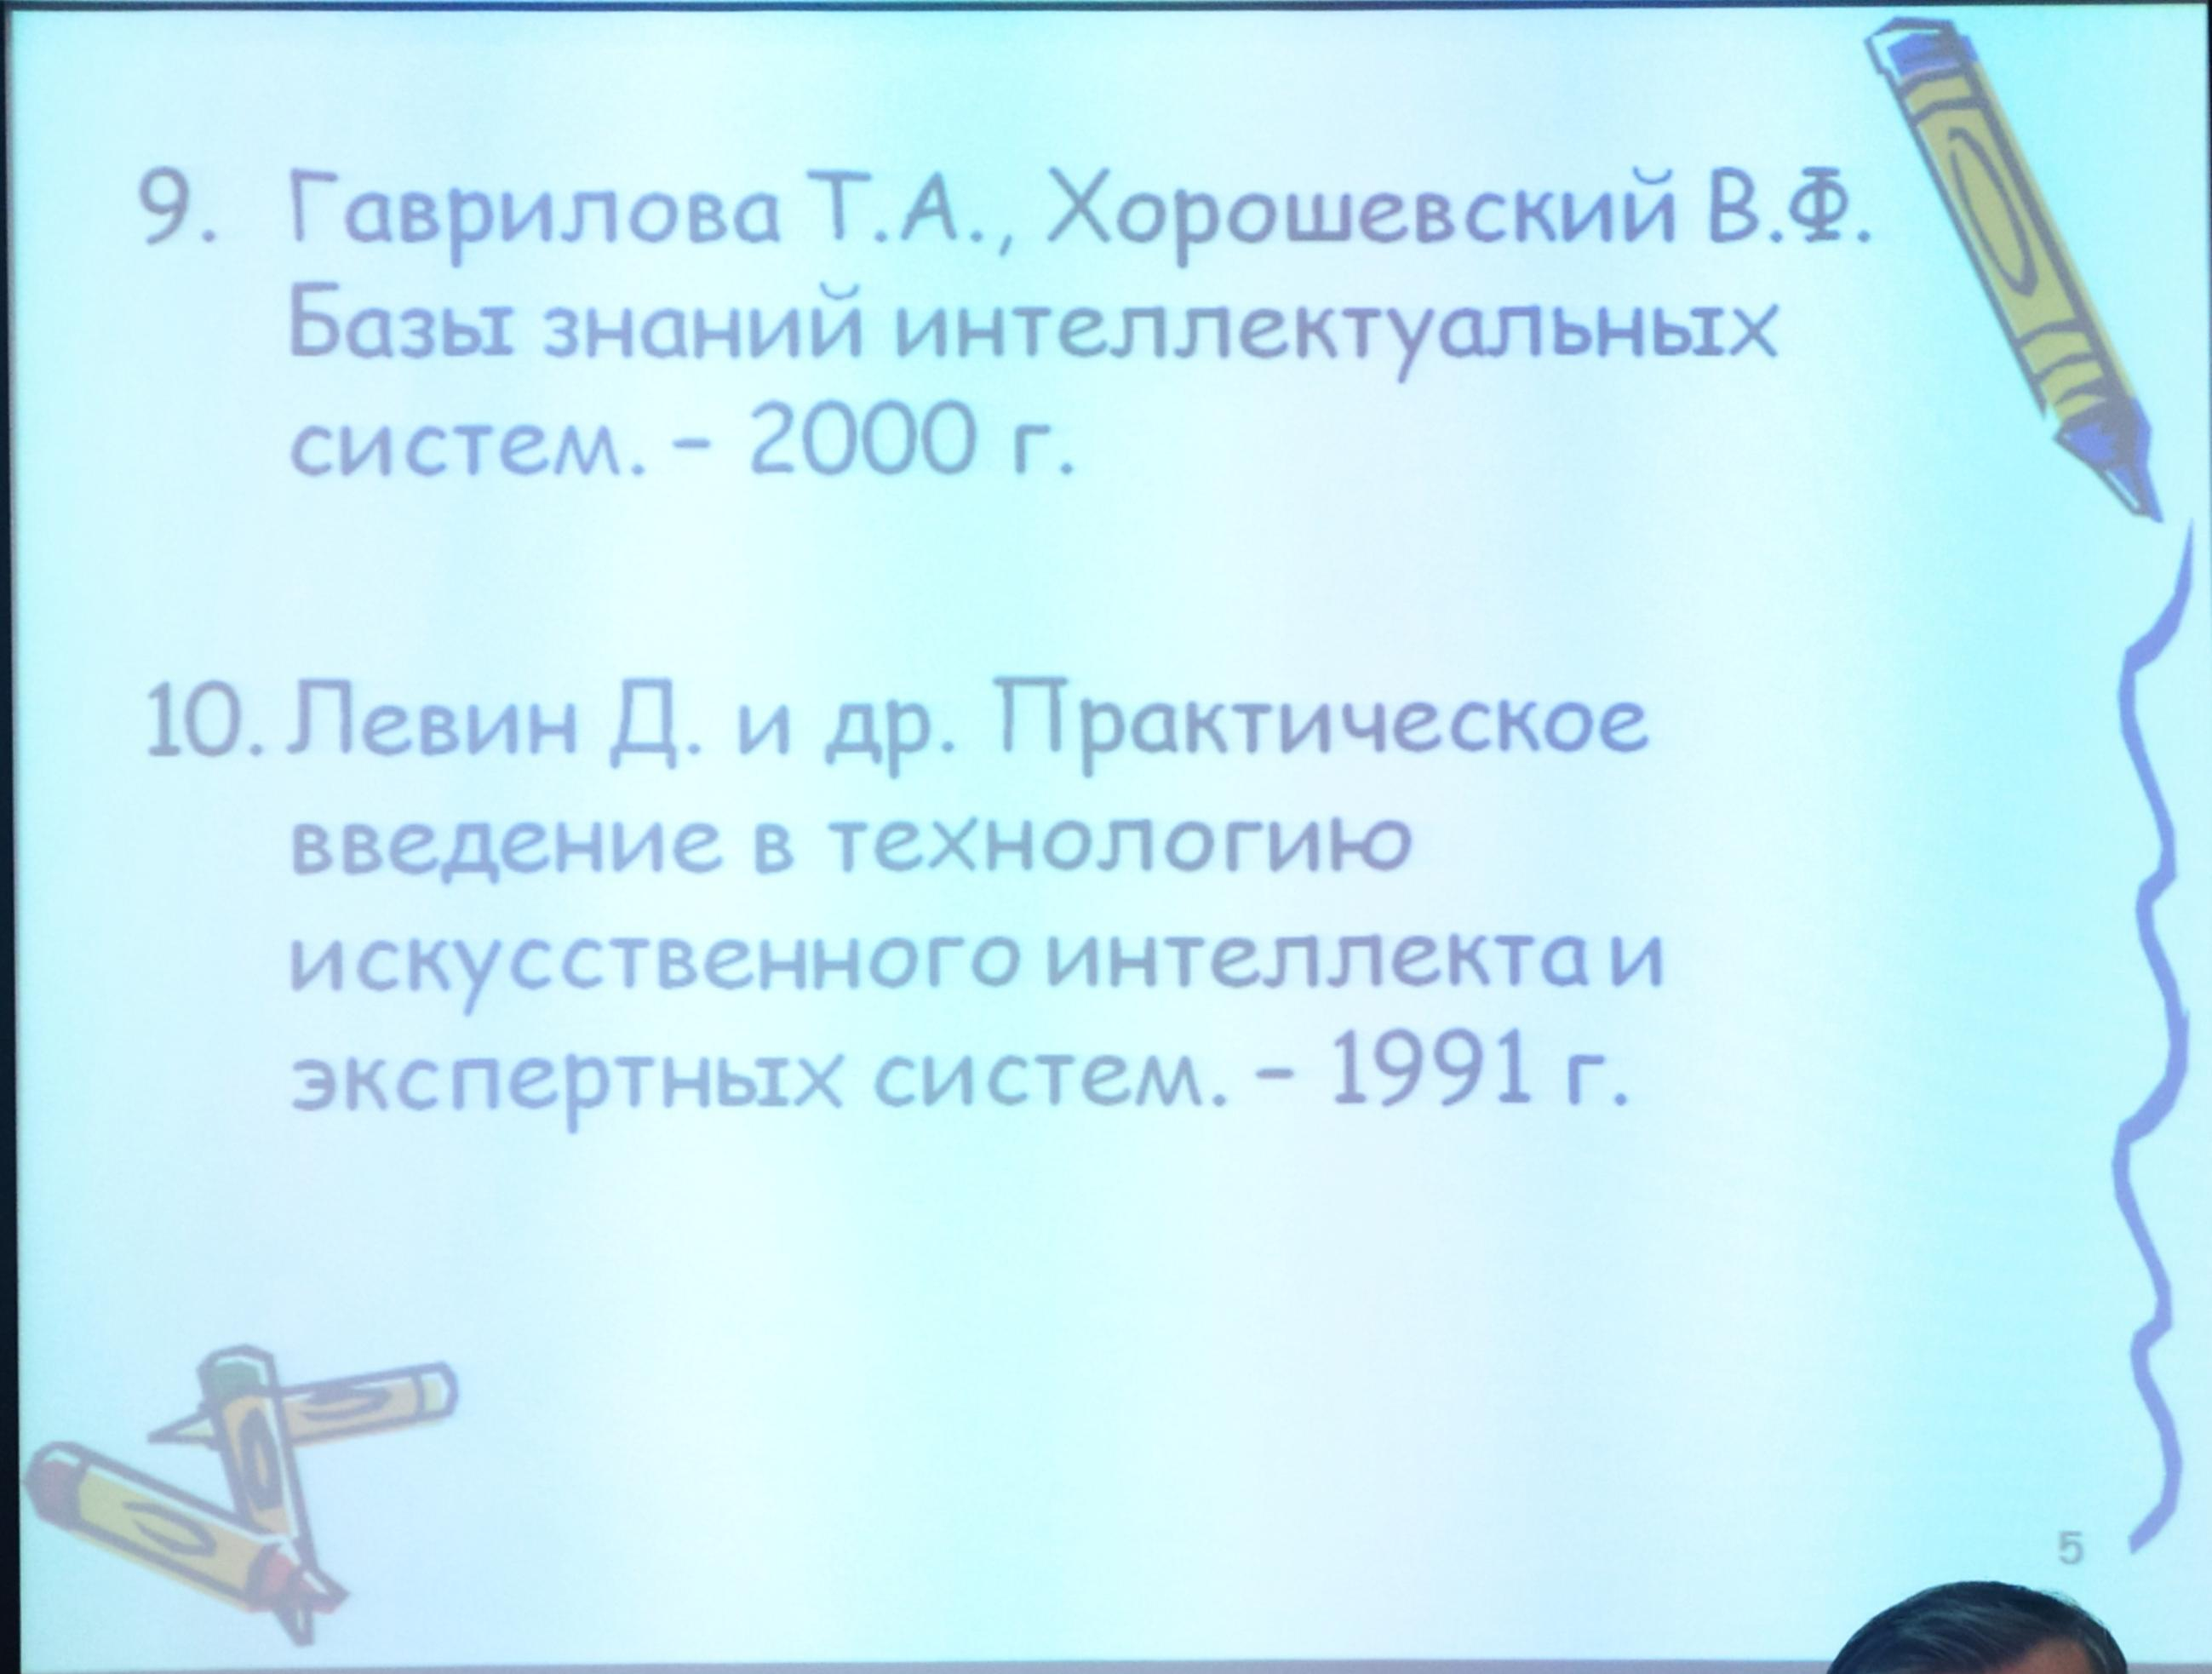 9. Гаврилова Т.А., Хорошевский В.Ф.
Базы знаний интеллектуальных
систем. – 2000 г.
10. Левин Д. и др. Практическое
введение в технологию
искусственного интеллекта и
экспертных систем. – 1991 г.
5